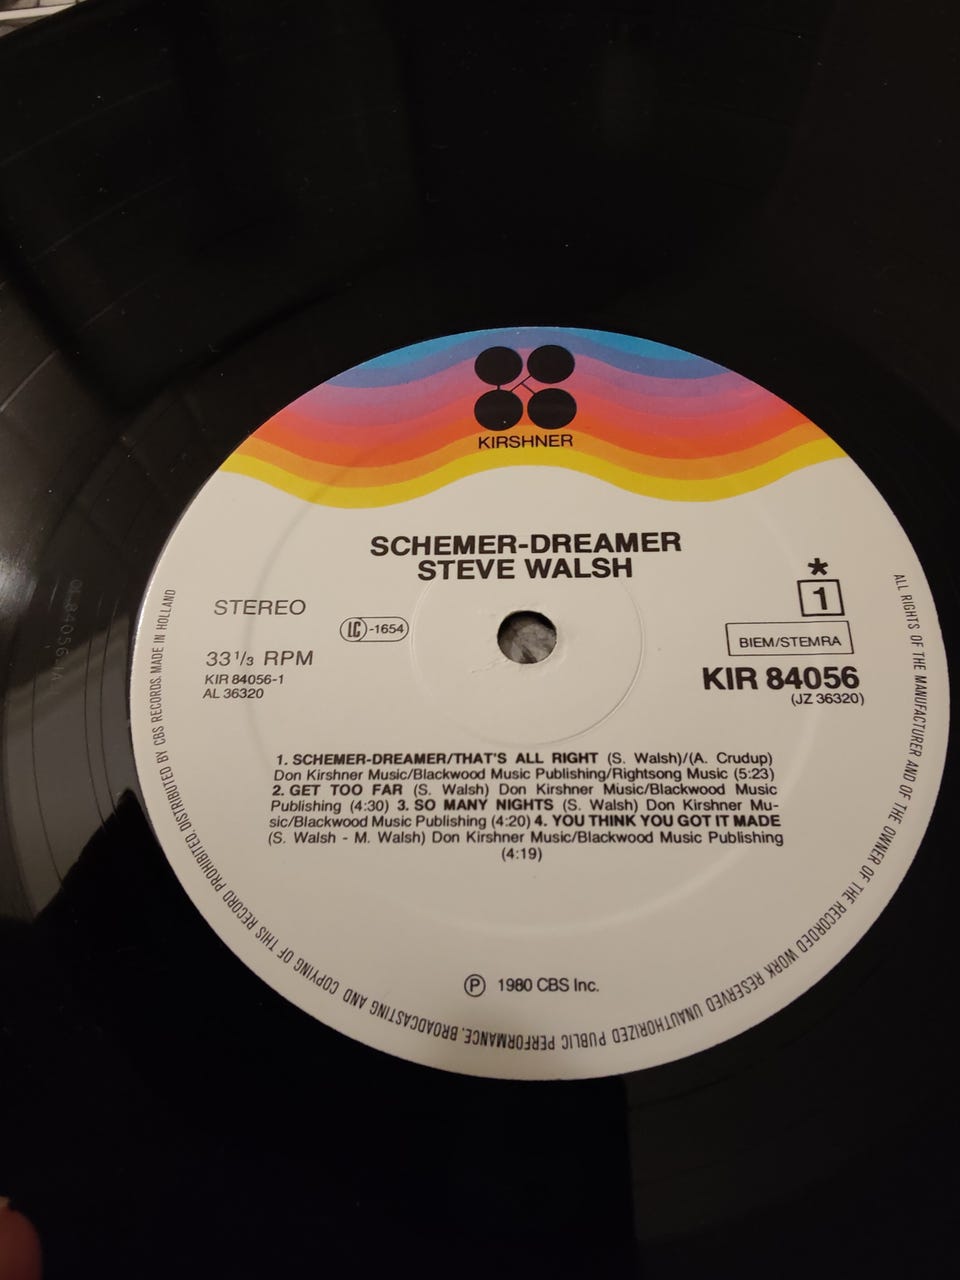 KIRSHNER
SCHEMER-DREAMER
STEVE WALSH
STEREO
LC-1654
33 1/3 RPM
KIR 84056-1
AL 36320
*
1
BIEM/STEMRA
KIR 84056
(JZ 36320)
1. SCHEMER-DREAMER/THAT'S ALL RIGHT (S. Walsh)/(A. Crudup)
Don Kirshner Music/Blackwood Music Publishing/Rightsong Music (5:23)
2. GET TOO FAR (S. Walsh) Don Kirshner Music/Blackwood Music
Publishing (4:30) 3. SO MANY NIGHTS (S. Walsh) Don Kirshner Mu-
sic/Blackwood Music Publishing (4:20) 4. YOU THINK YOU GOT IT MADE
(S. Walsh - M. Walsh) Don Kirshner Music/Blackwood Music Publishing
(4:19)
Ⓟ 1980 CBS Inc.
ALL RIGHTS OF THE MANUFACTURER AND OF THE OWNER OF THE RECORDED WORK RESERVED UNAUTHORIZED PUBLIC PERFORMANCE. BROADCASTING AND COPYING OF THIS RECORD PROHIBITED. DISTRIBUTED BY CBS RECORDS. MADE IN HOLLAND